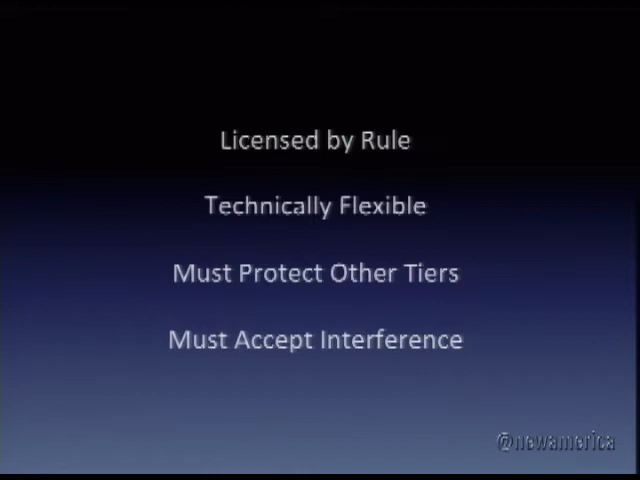 Licensed by Rule
Technically Flexible
Must Protect Other Tiers
Must Accept Interference
@newamerica